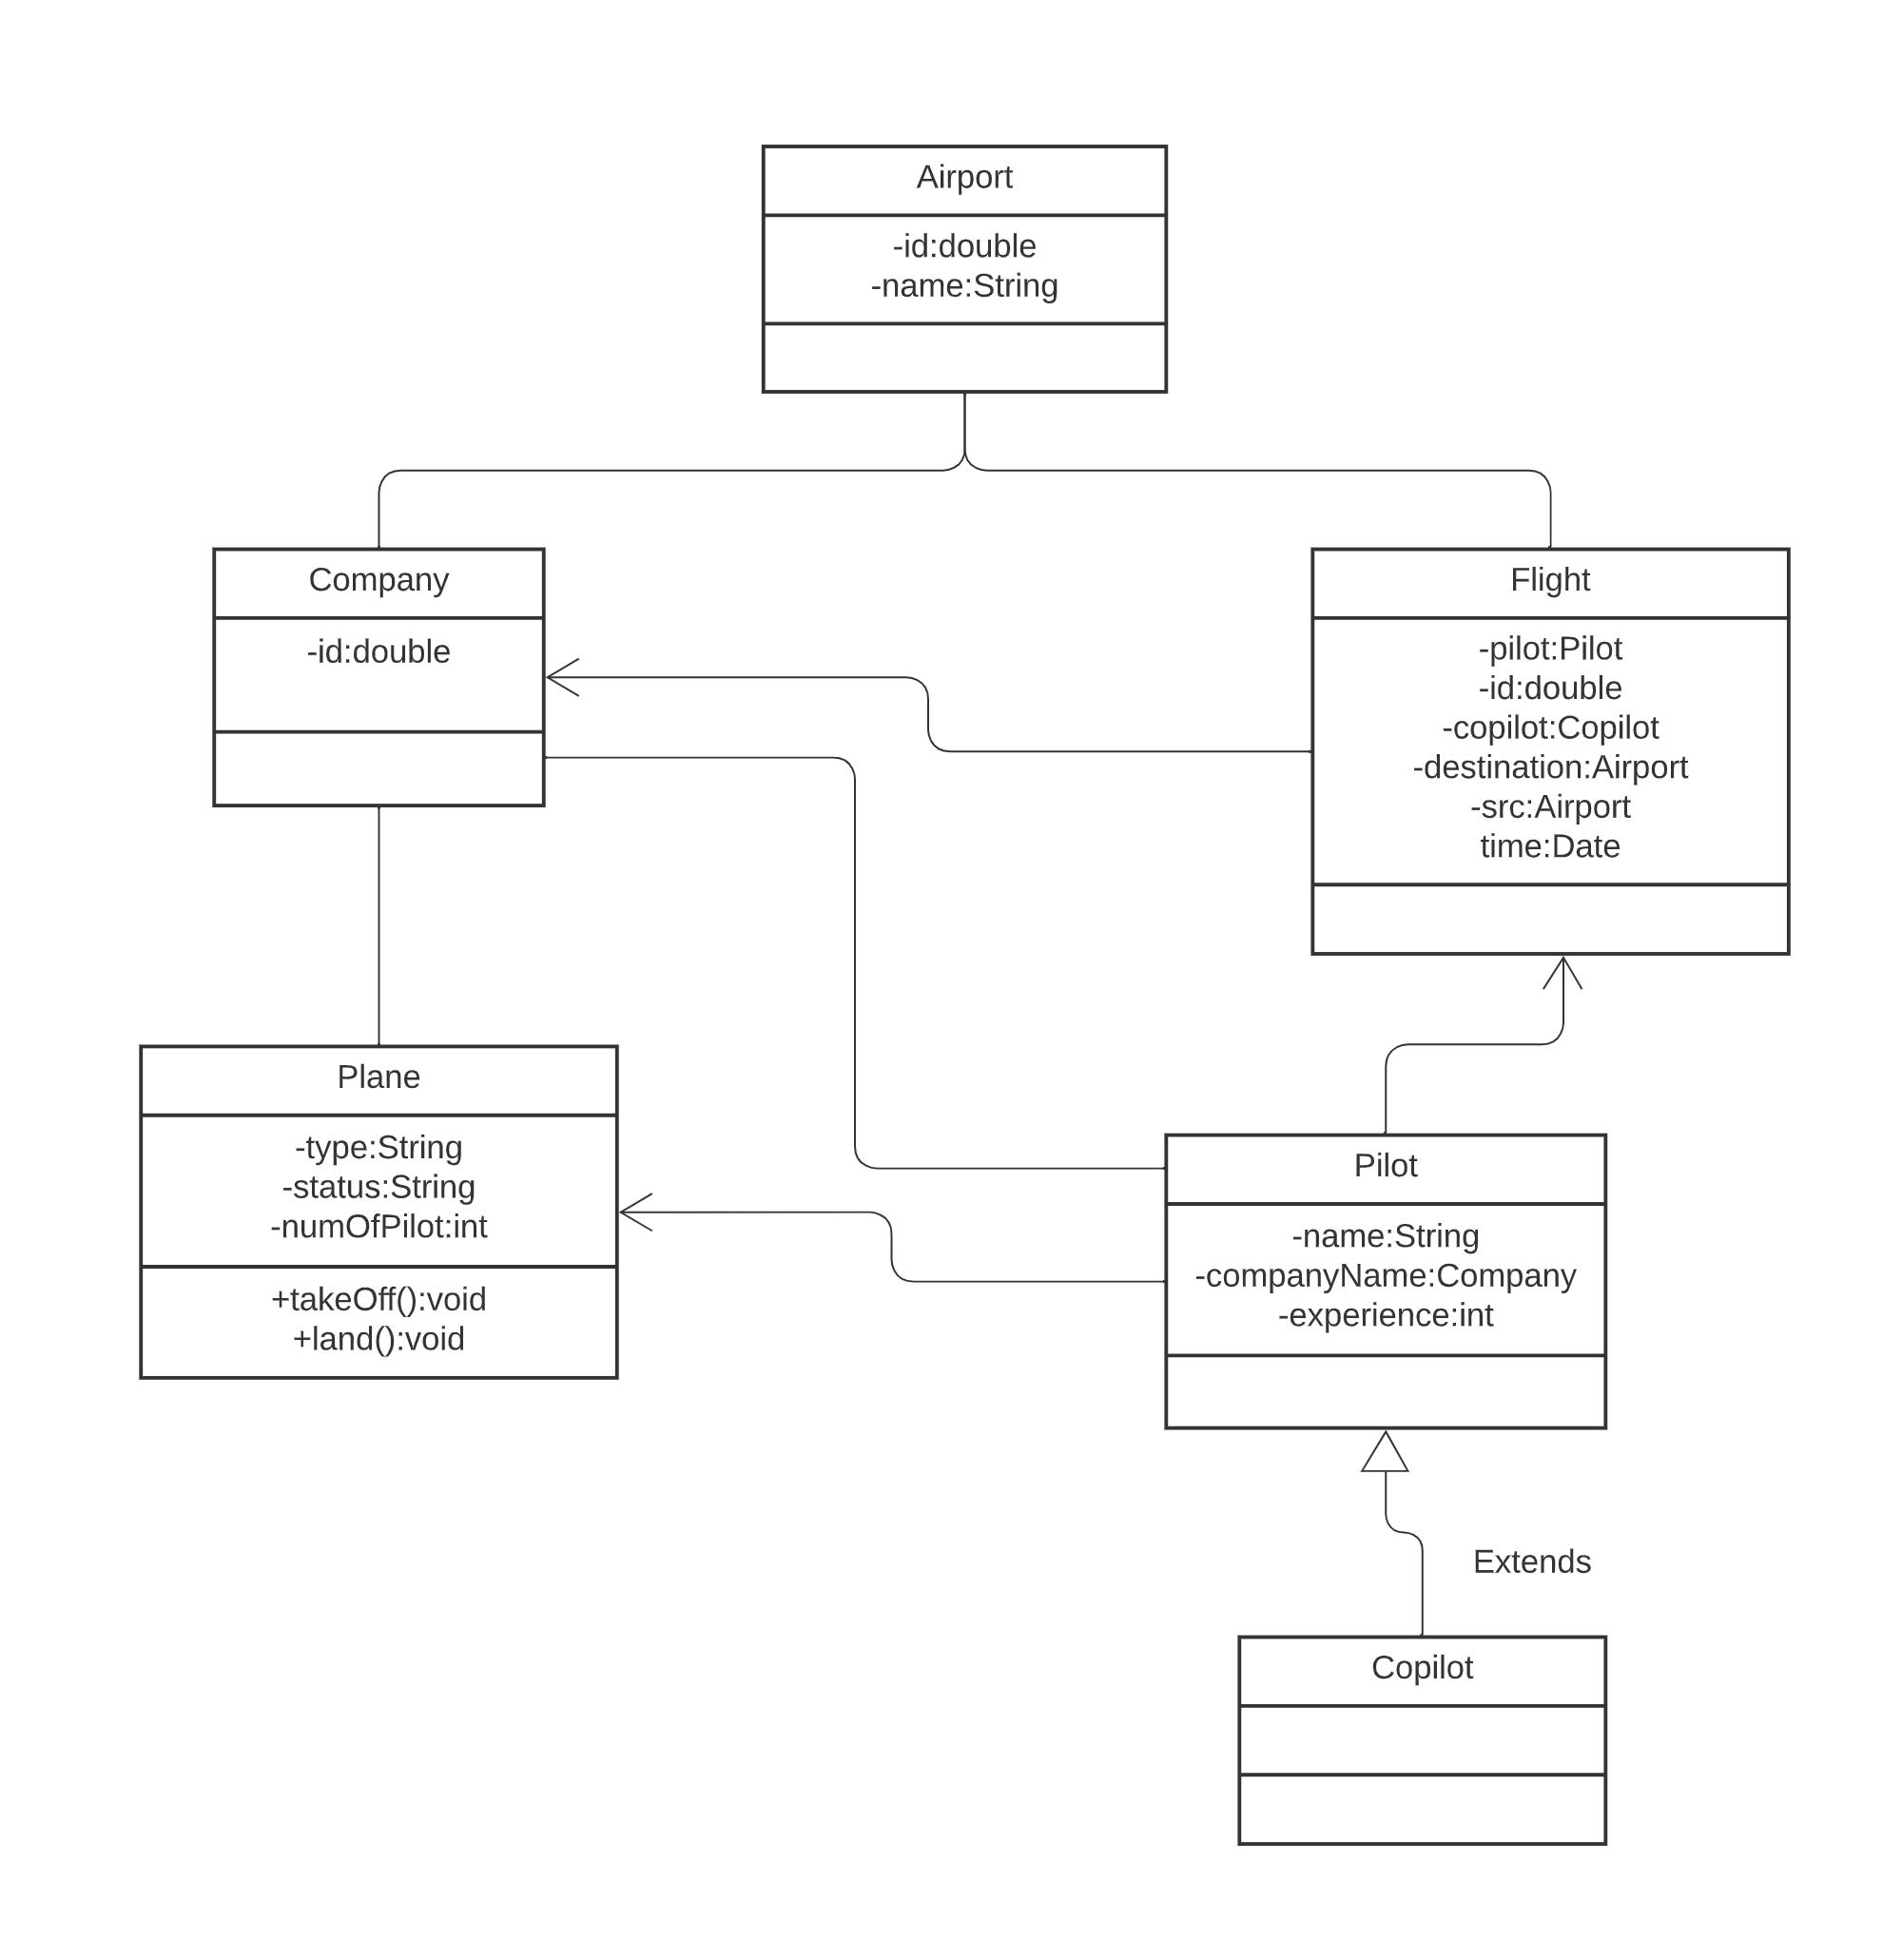 Airport
-id:double
-name:String
Company
-id:double
Flight
-pilot:Pilot
-id:double
-copilot:Copilot
-destination:Airport
-src:Airport
time:Date
Plane
-type:String
-status:String
-numOfPilot:int
+takeOff():void
+land():void
Pilot
-name:String
-companyName:Company
-experience:int
Extends
Copilot